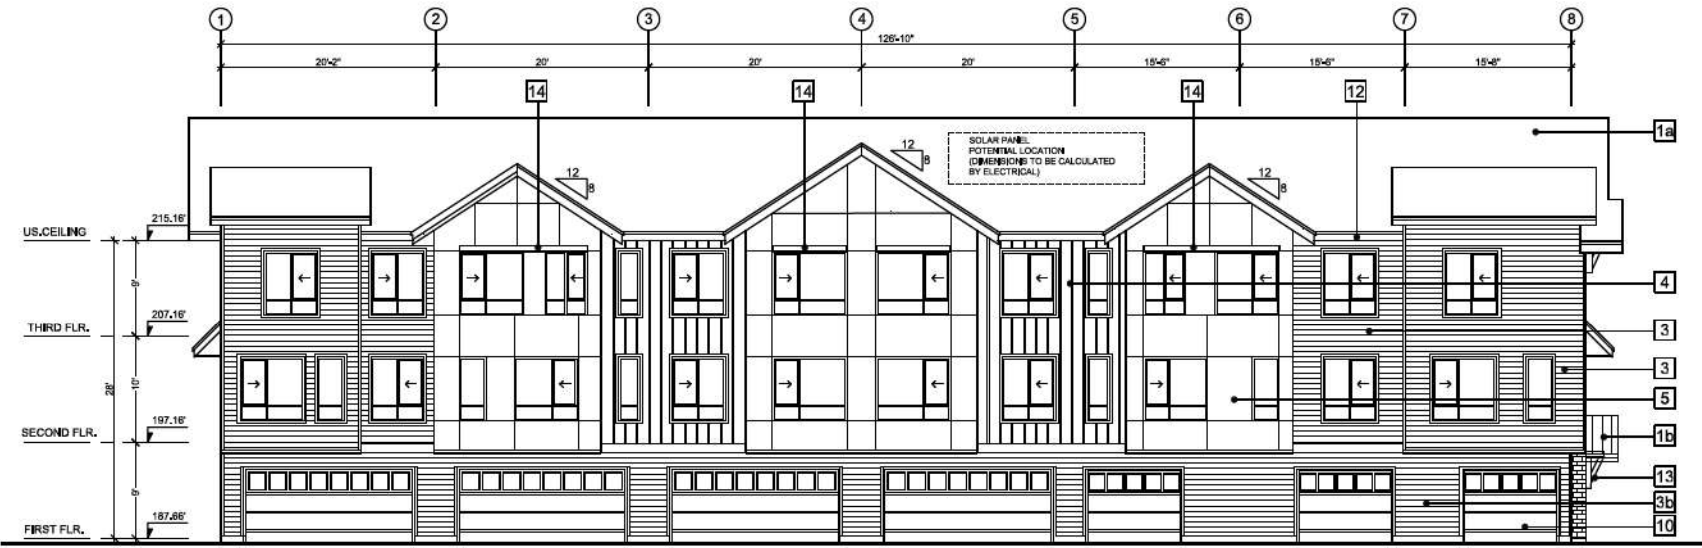 1 2 3 4 5 6 7 8
126'-10"
20'-2" 20' 20' 20' 15'-6" 15'-6" 15'-8"
14 14 14 12
SOLAR PANEL
POTENTIAL LOCATION
(DIMENSIONS TO BE CALCULATED
BY ELECTRICAL)
1a
12
8
12
8
12
8
215.16'
US.CEILING
9'
4
207.16'
THIRD FLR.
3
28'
10'
3
5
197.16'
SECOND FLR.
1b
13
9'
3b
187.66'
FIRST FLR.
10